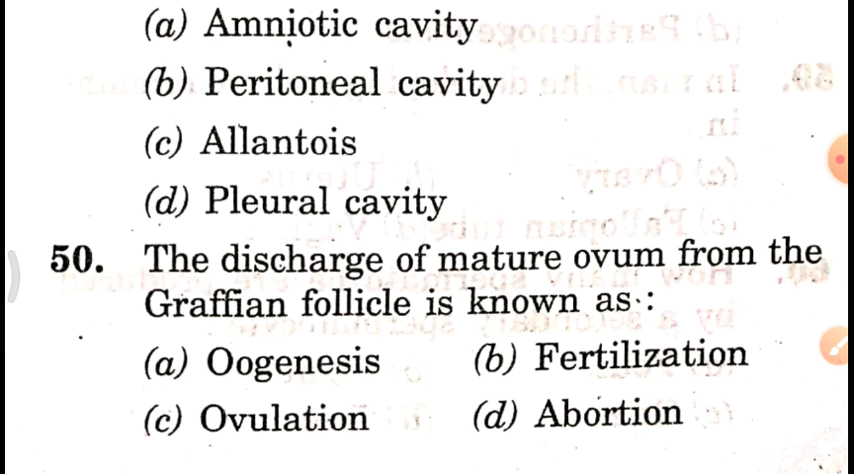 (a) Amniotic cavity
(b) Peritoneal cavity
(c) Allantois
(d) Pleural cavity
50. The discharge of mature ovum from the
Graffian follicle is known as :
(a) Oogenesis (b) Fertilization
(c) Ovulation (d) Abortion